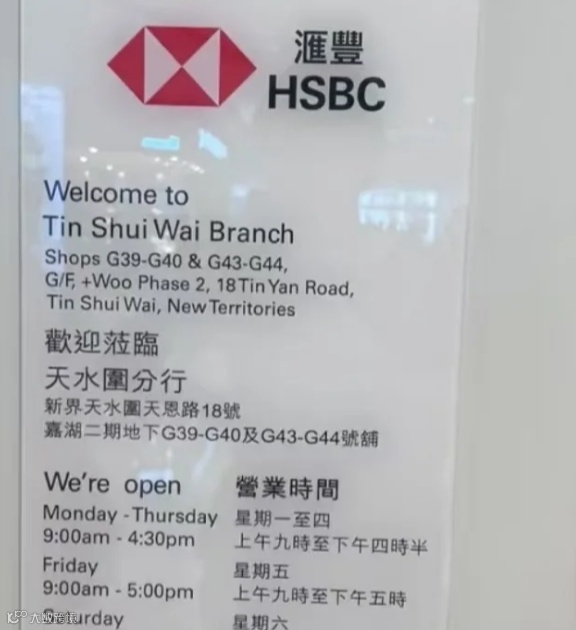 滙豐
HSBC
Welcome to
Tin Shui Wai Branch
Shops G39-G40 & G43-G44,
G/F, +Woo Phase 2, 18 Tin Yan Road,
Tin Shui Wai, New Territories
歡迎蒞臨
天水圍分行
新界天水圍天恩路18號
嘉湖二期地下G39-G40及G43-G44號舖
We're open 營業時間
Monday - Thursday 星期一至四
9:00am - 4:30pm 上午九時至下午四時半
Friday 星期五
9:00am - 5:00pm 上午九時至下午五時
Saturday 星期六